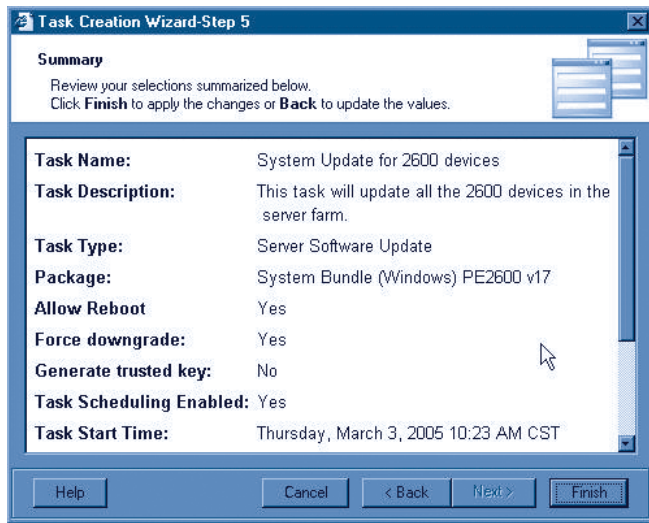 Task Creation Wizard-Step 5
Summary
Review your selections summarized below.
Click Finish to apply the changes or Back to update the values.
Task Name: System Update for 2600 devices
Task Description: This task will update all the 2600 devices in the
server farm.
Task Type: Server Software Update
Package: System Bundle (Windows) PE2600 v17
Allow Reboot Yes
Force downgrade: Yes
Generate trusted key: No
Task Scheduling Enabled: Yes
Task Start Time: Thursday, March 3, 2005 10:23 AM CST
Help Cancel < Back Next > Finish